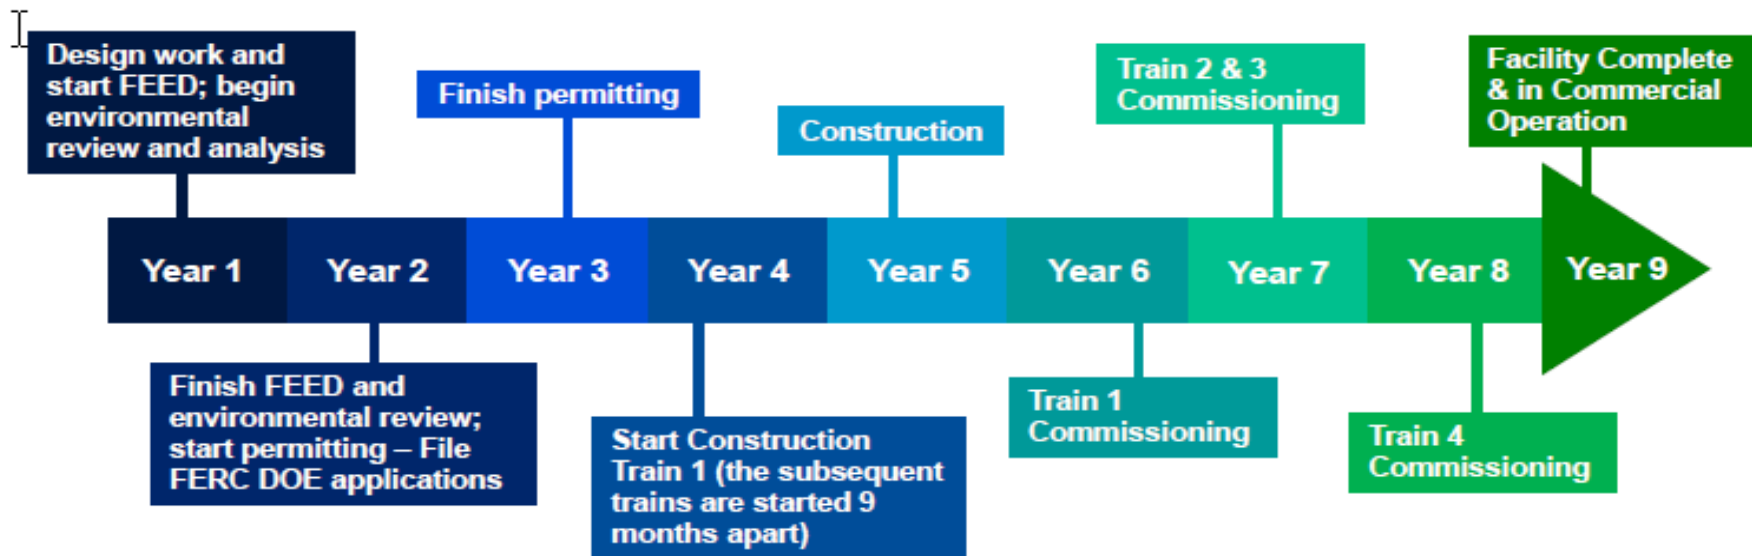 Design work and
start FEED; begin
environmental
review and analysis
Finish permitting
Construction
Train 2 & 3
Commissioning
Facility Complete
& in Commercial
Operation
Year 1
Year 2
Year 3
Year 4
Year 5
Year 6
Year 7
Year 8
Year 9
Finish FEED and
environmental review;
start permitting – File
FERC DOE applications
Start Construction
Train 1 (the subsequent
trains are started 9
months apart)
Train 1
Commissioning
Train 4
Commissioning